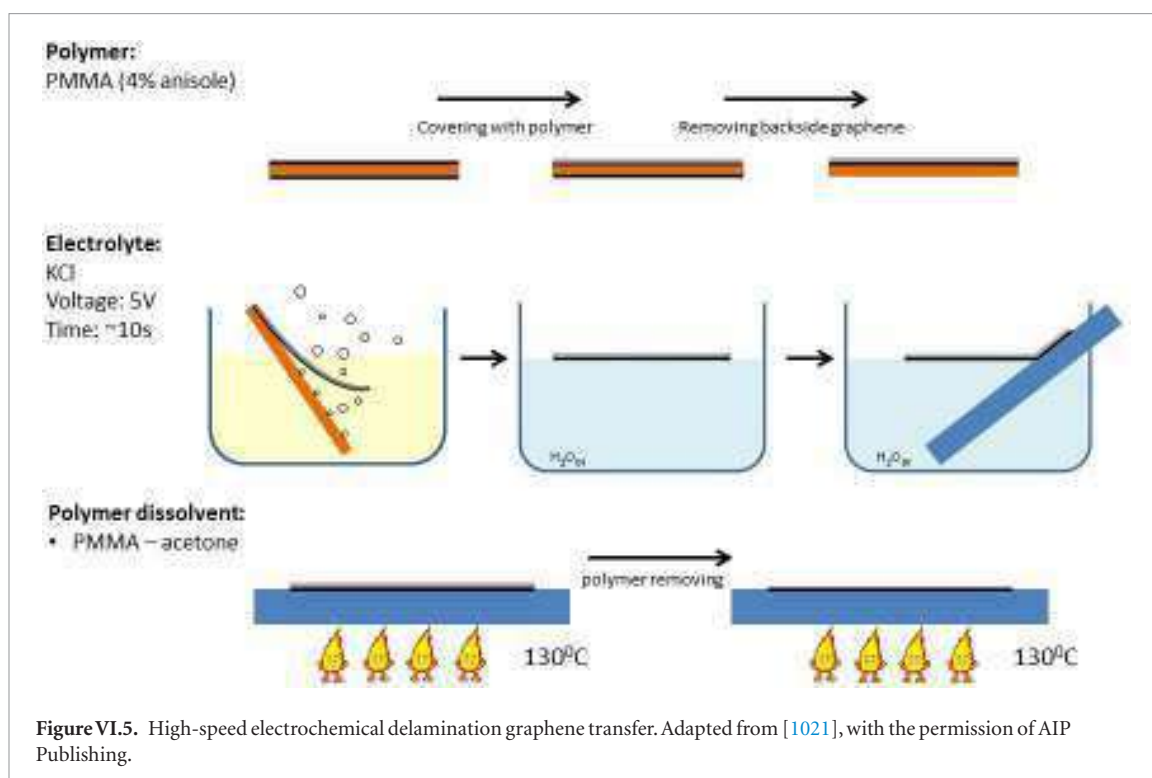 Polymer:
PMMA (4% anisole)
Covering with polymer
Removing backside graphene
Electrolyte:
KCl
Voltage: 5V
Time: ~10s
H₂O
H₂O
Polymer dissolvent:
• PMMA – acetone
polymer removing
130⁰C
130⁰C
Figure VI.5. High-speed electrochemical delamination graphene transfer. Adapted from [1021], with the permission of AIP
Publishing.